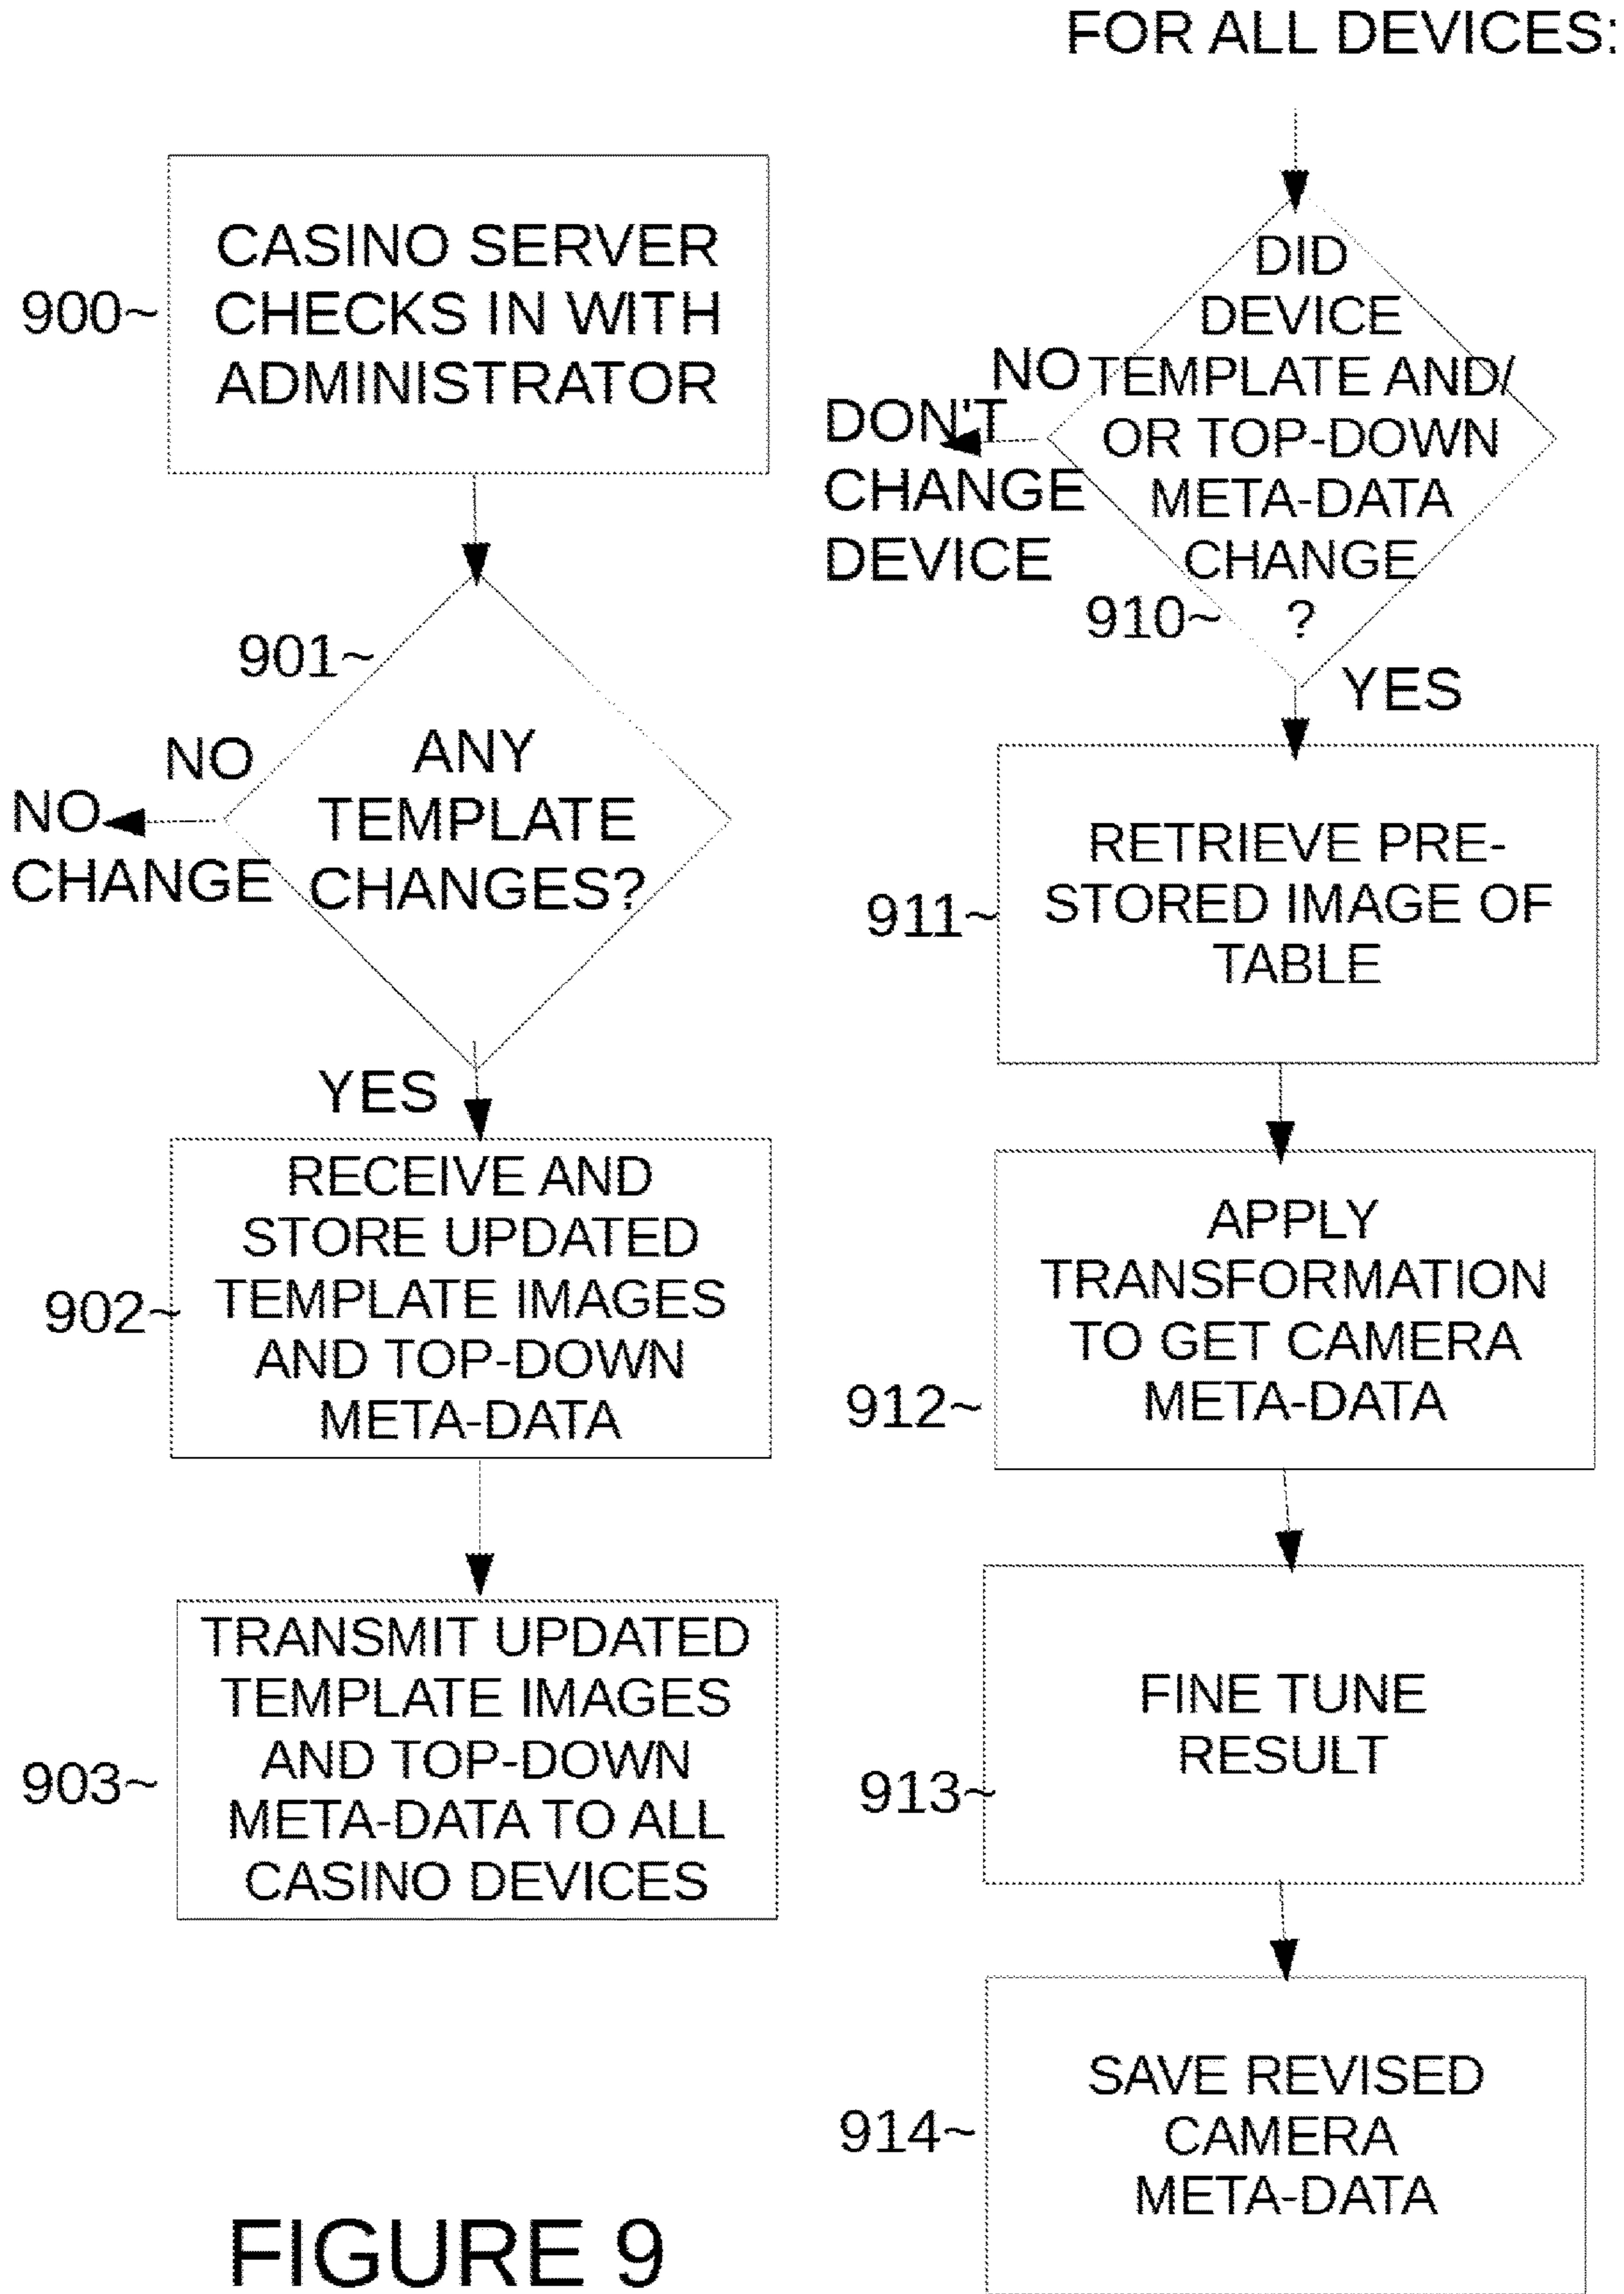 900~
CASINO SERVER
CHECKS IN WITH
ADMINISTRATOR
901~
ANY
TEMPLATE
CHANGES?
NO
NO
CHANGE
YES
902~
RECEIVE AND
STORE UPDATED
TEMPLATE IMAGES
AND TOP-DOWN
META-DATA
903~
TRANSMIT UPDATED
TEMPLATE IMAGES
AND TOP-DOWN
META-DATA TO ALL
CASINO DEVICES
FOR ALL DEVICES:
DID
DEVICE
TEMPLATE AND/
OR TOP-DOWN
META-DATA
CHANGE
?
910~
NO
DON'T
CHANGE
DEVICE
YES
911~
RETRIEVE PRE-
STORED IMAGE OF
TABLE
912~
APPLY
TRANSFORMATION
TO GET CAMERA
META-DATA
913~
FINE TUNE
RESULT
914~
SAVE REVISED
CAMERA
META-DATA
FIGURE 9